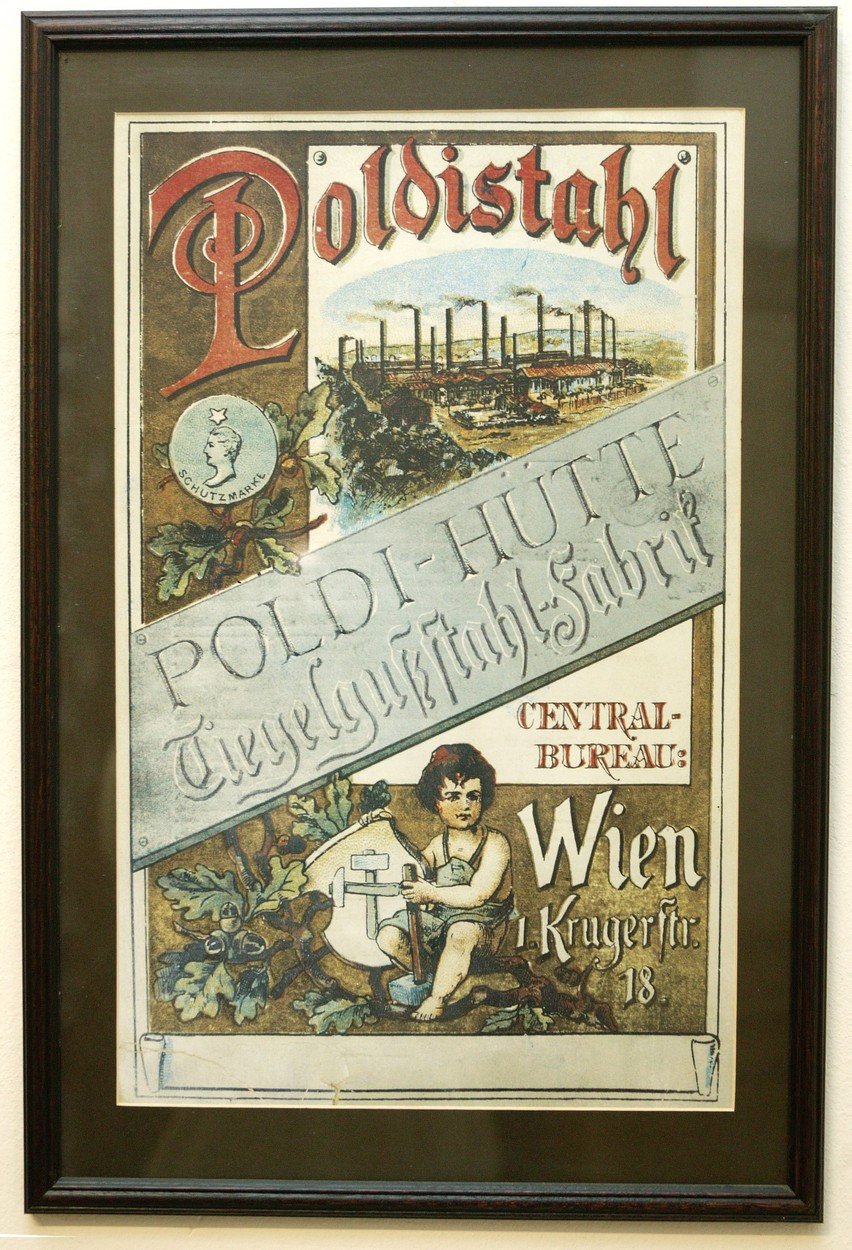 Poldistahl
SCHUTZMARKE
POLDI-HÜTTE
Tiegelgußstahl-Fabrik
CENTRAL-
BUREAU:
Wien
I. Krugerstr.
18.